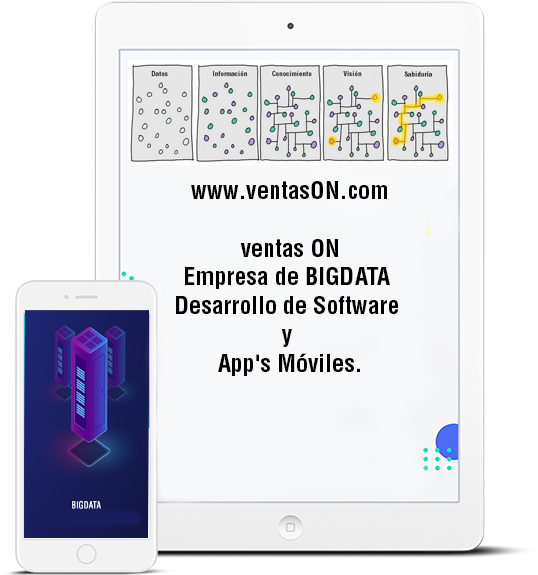 Datos Información Conocimiento Visión Sabiduría
www.ventasON.com
ventas ON
Empresa de BIGDATA
Desarrollo de Software
y
App's Móviles.
BIGDATA